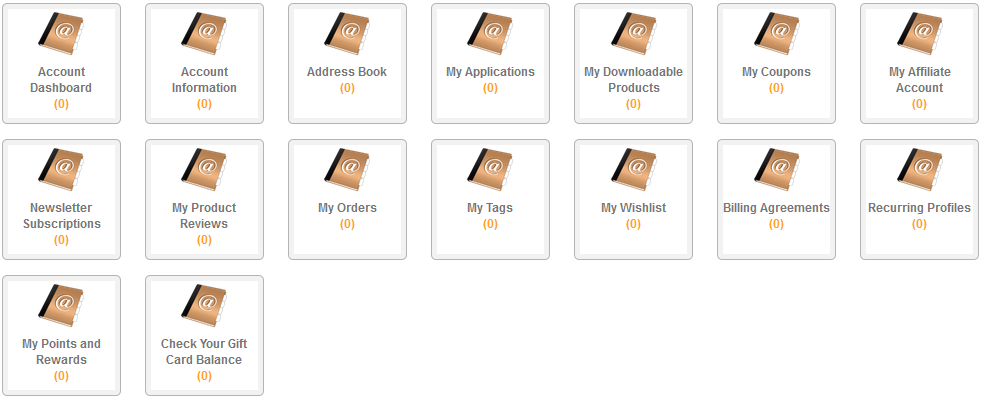 @
Account
Dashboard
(0)
@
Account
Information
(0)
@
Address Book
(0)
@
My Applications
(0)
@
My Downloadable
Products
(0)
@
My Coupons
(0)
@
My Affiliate
Account
(0)
@
Newsletter
Subscriptions
(0)
@
My Product
Reviews
(0)
@
My Orders
(0)
@
My Tags
(0)
@
My Wishlist
(0)
@
Billing Agreements
(0)
@
Recurring Profiles
(0)
@
My Points and
Rewards
(0)
@
Check Your Gift
Card Balance
(0)